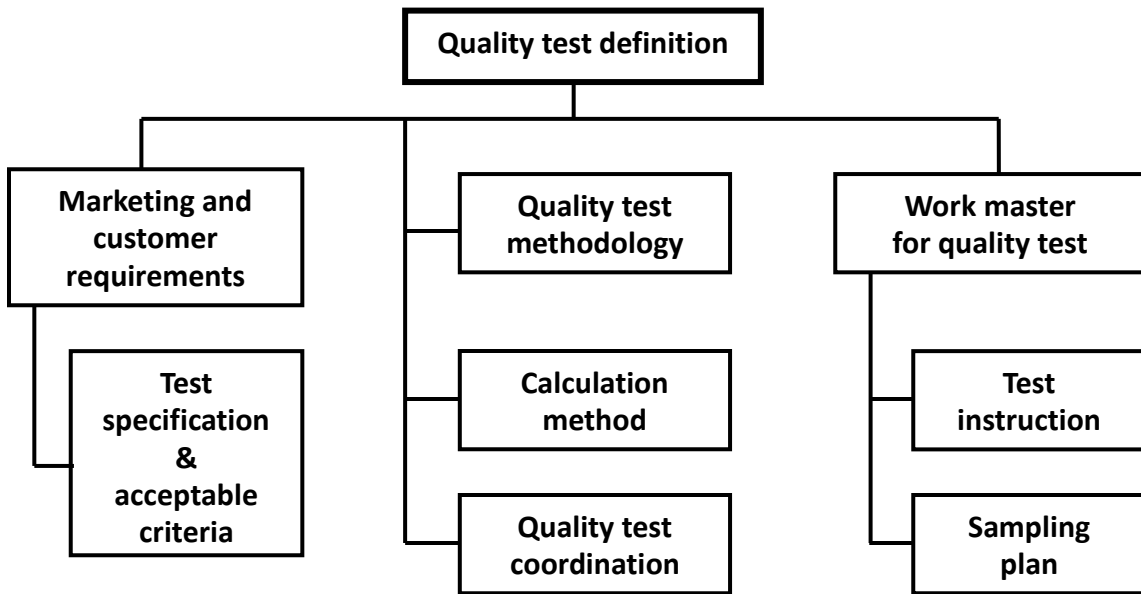 Quality test definition
Marketing and
customer
requirements
Test
specification
&
acceptable
criteria
Quality test
methodology
Calculation
method
Quality test
coordination
Work master
for quality test
Test
instruction
Sampling
plan